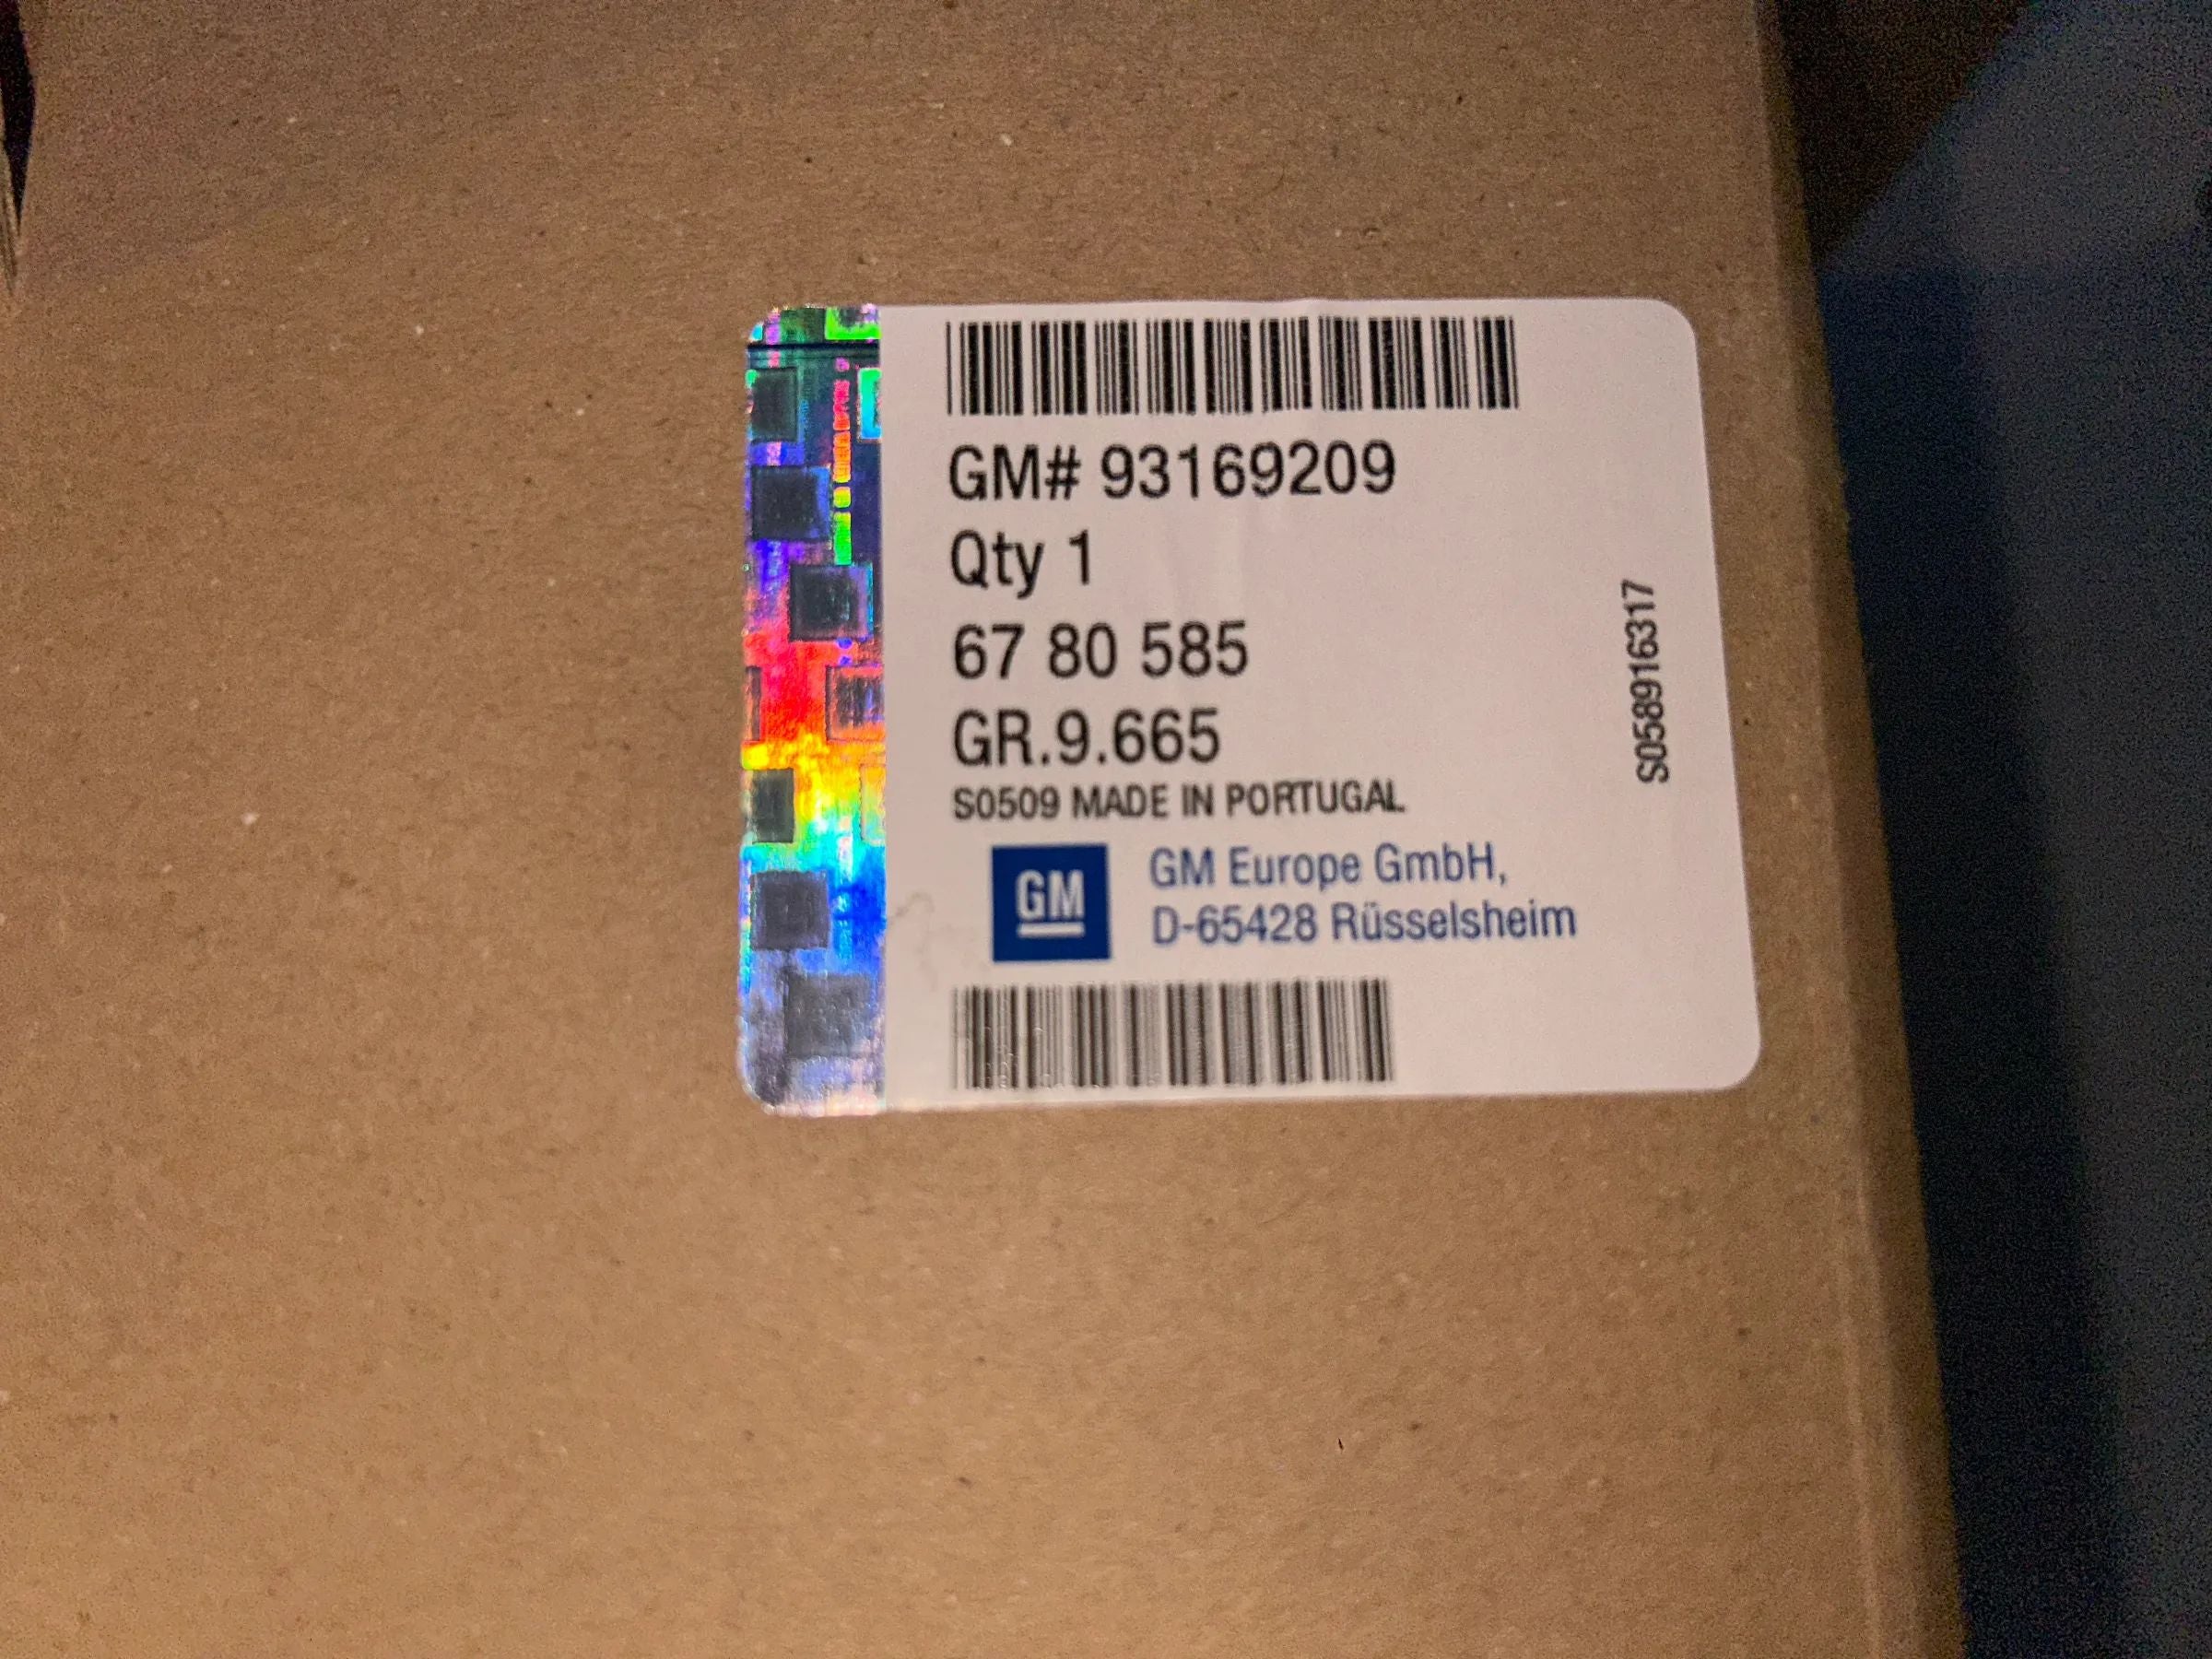 GM# 93169209
Qty 1
67 80 585
GR.9.665
S0509 MADE IN PORTUGAL
GM
GM Europe GmbH,
D-65428 Rüsselsheim
S0589116317